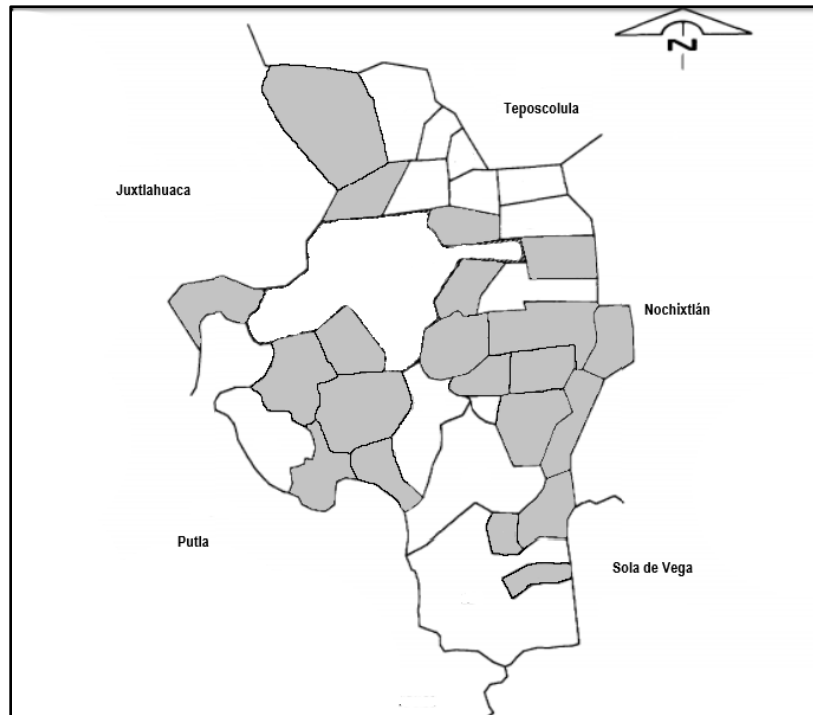 N
Teposcolula
Juxtlahuaca
Nochixtlán
Putla
Sola de Vega